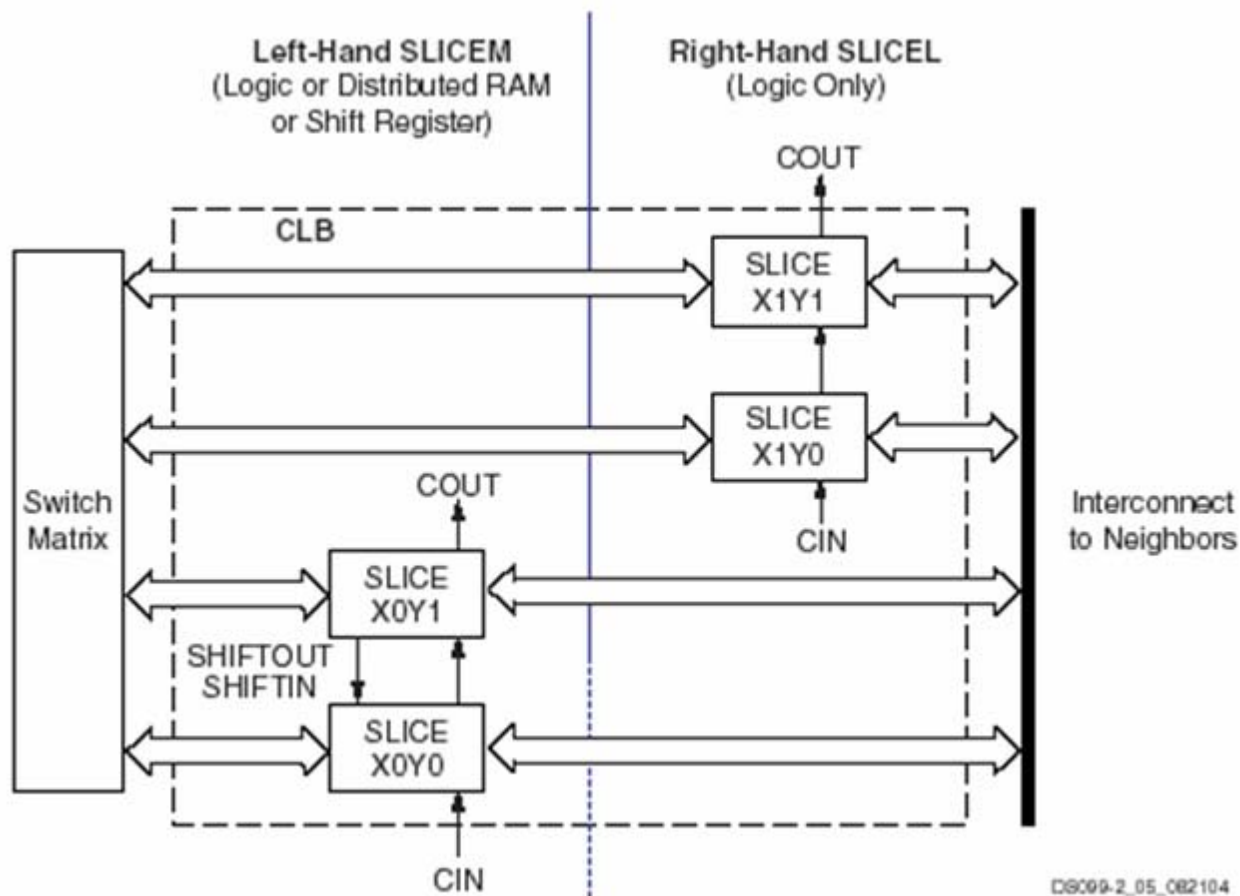 Left-Hand SLICEM
(Logic or Distributed RAM
or Shift Register)
Right-Hand SLICEL
(Logic Only)
COUT
CLB
SLICE
X1Y1
SLICE
X1Y0
COUT
CIN
Switch
Matrix
Interconnect
to Neighbors
SLICE
X0Y1
SHIFTOUT
SHIFTIN
SLICE
X0Y0
CIN
DS099-2_05_082104